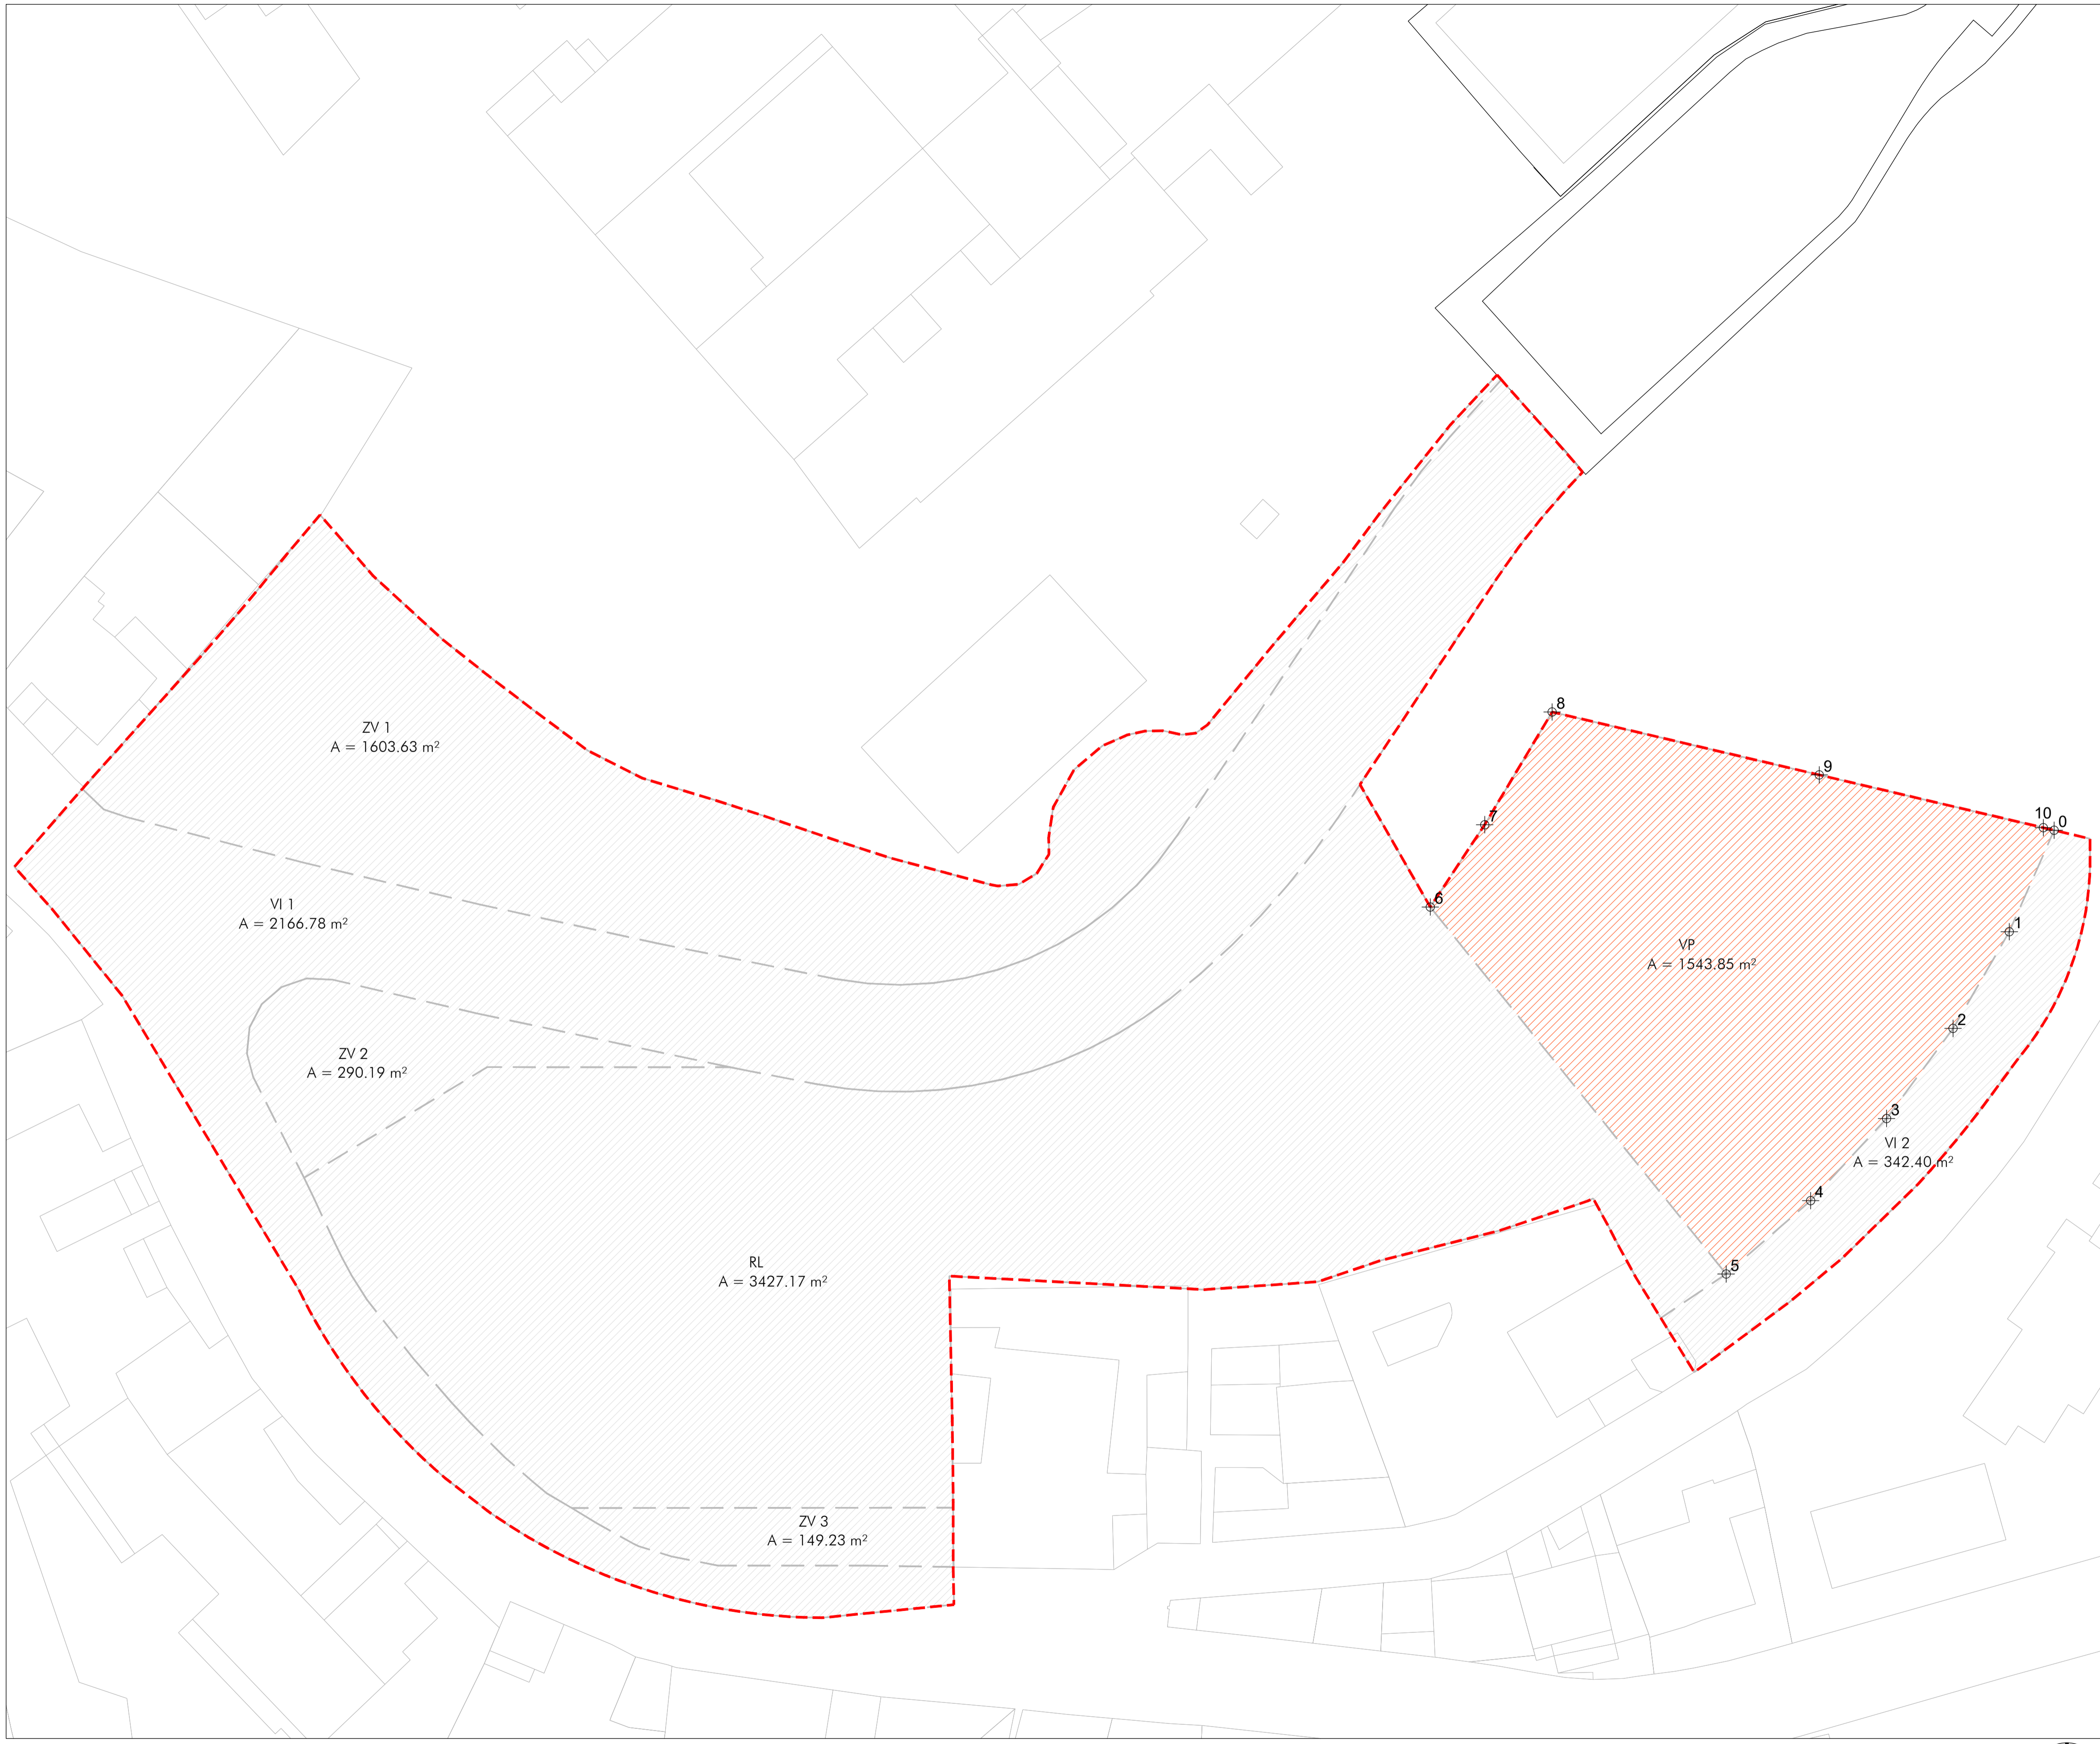 8
ZV 1
A = 1603.63 m²
9
7
10
0
VI 1
A = 2166.78 m²
6
1
VP
A = 1543.85 m²
2
ZV 2
A = 290.19 m²
3
VI 2
A = 342.40 m²
4
RL
A = 3427.17 m²
5
ZV 3
A = 149.23 m²